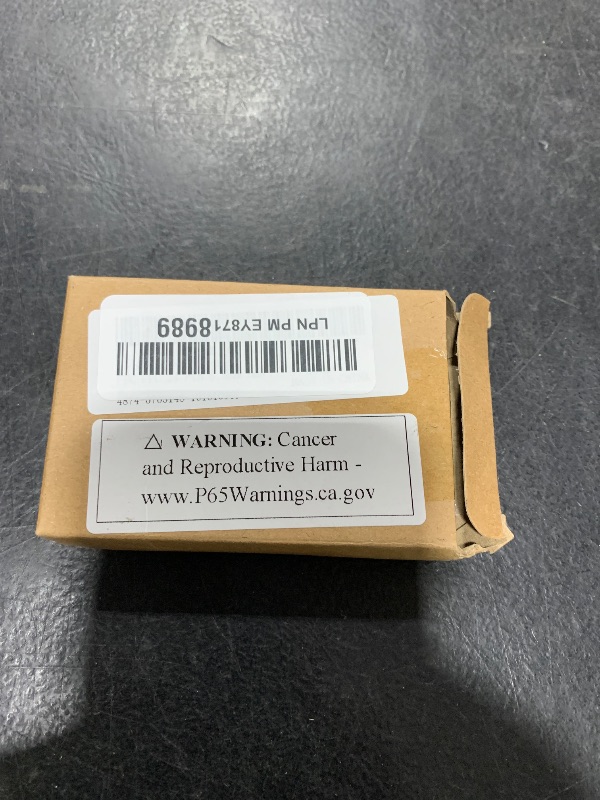 LPN PM EY8718989
⚠ WARNING: Cancer
and Reproductive Harm -
www.P65Warnings.ca.gov